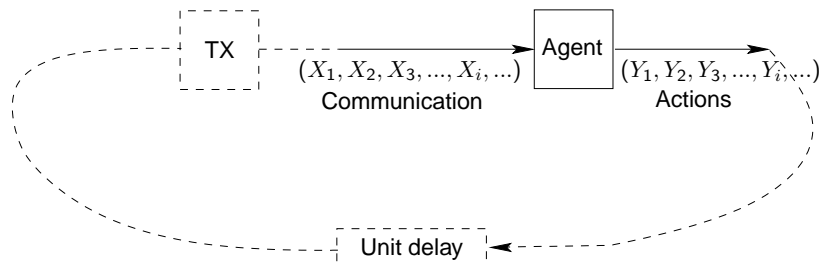 TX
Agent
(X₁, X₂, X₃, ..., Xᵢ, ...)
(Y₁, Y₂, Y₃, ..., Yᵢ, ...)
Communication
Actions
Unit delay